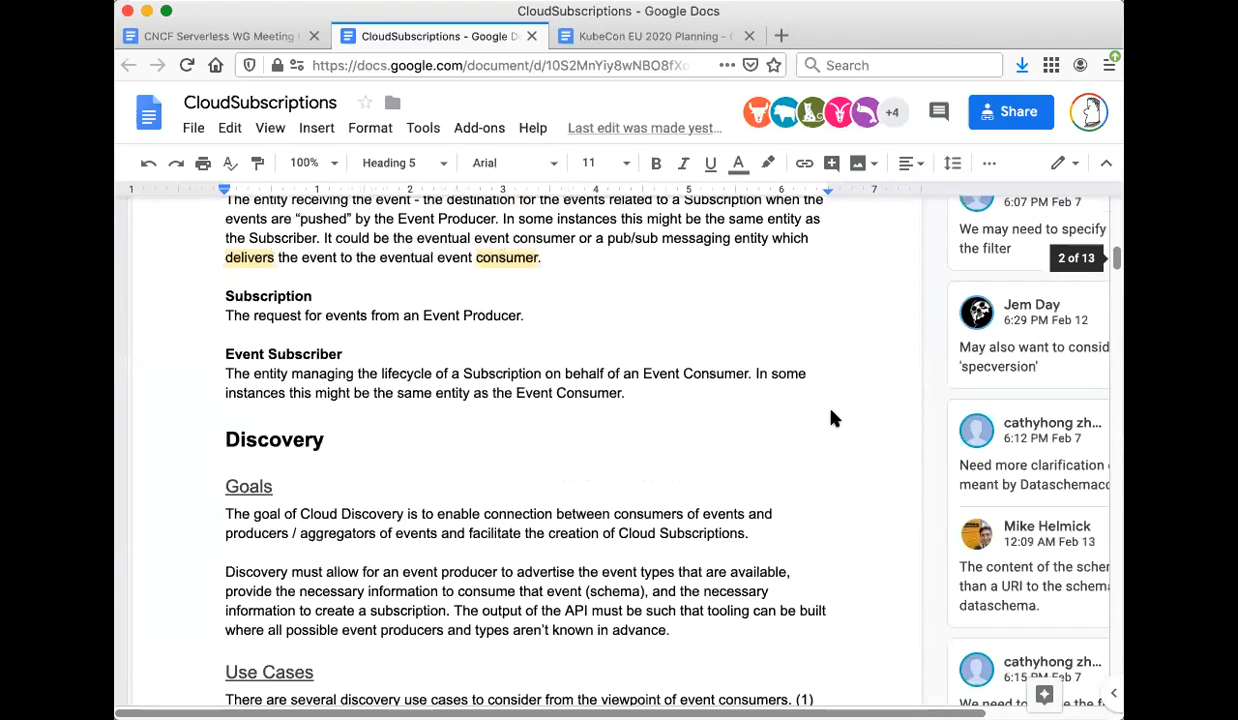 CloudSubscriptions - Google Docs
CNCF Serverless WG Meeting
CloudSubscriptions - Google D
KubeCon EU 2020 Planning -
https://docs.google.com/document/d/10S2MnYiy8wNBO8fXo
Search
CloudSubscriptions
+4
Share
File Edit View Insert Format Tools Add-ons Help Last edit was made yest...
100% Heading 5 Arial 11 B I U A
1 1 2 3 4 5 6 7
The entity receiving the event - the destination for the events related to a Subscription when the
events are “pushed” by the Event Producer. In some instances this might be the same entity as
the Subscriber. It could be the eventual event consumer or a pub/sub messaging entity which
delivers the event to the eventual event consumer.
Subscription
The request for events from an Event Producer.
Event Subscriber
The entity managing the lifecycle of a Subscription on behalf of an Event Consumer. In some
instances this might be the same entity as the Event Consumer.
Discovery
Goals
The goal of Cloud Discovery is to enable connection between consumers of events and
producers / aggregators of events and facilitate the creation of Cloud Subscriptions.
Discovery must allow for an event producer to advertise the event types that are available,
provide the necessary information to consume that event (schema), and the necessary
information to create a subscription. The output of the API must be such that tooling can be built
where all possible event producers and types aren’t known in advance.
Use Cases
There are several discovery use cases to consider from the viewpoint of event consumers. (1)
6:07 PM Feb 7
We may need to specify
the filter
2 of 13
Jem Day
6:29 PM Feb 12
May also want to consid
'specversion'
cathyhong zh...
6:12 PM Feb 7
Need more clarification
meant by Dataschemac
Mike Helmick
12:09 AM Feb 13
The content of the scher
than a URI to the schem
dataschema.
cathyhong zh...
6:15 PM Feb 7
We need to the f